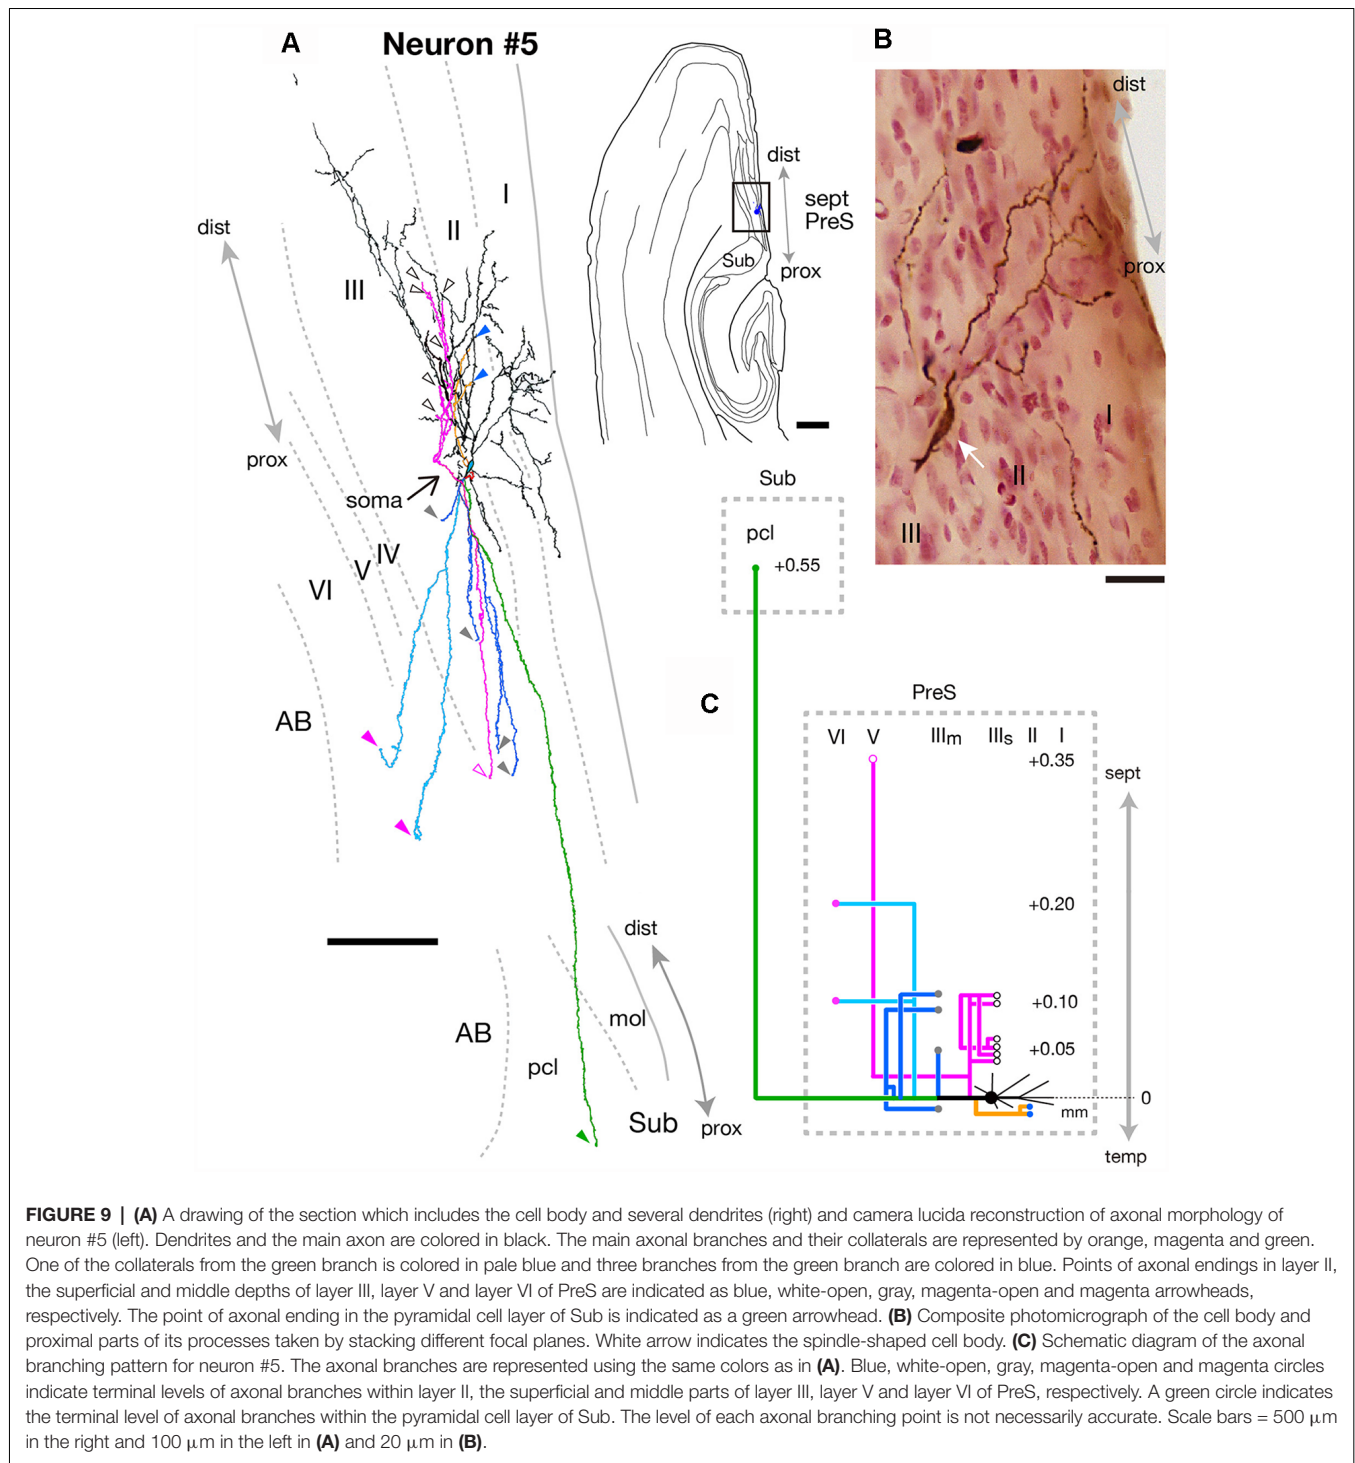 A
Neuron #5
B
dist
prox
I
II
III
soma
IV
V
VI
AB
dist
prox
sept
PreS
Sub
dist
prox
I
II
III
Sub
pcl
+0.55
C
PreS
VI
V
IIIm
IIIs
II
I
+0.35
sept
+0.20
+0.10
+0.05
0
mm
temp
dist
mol
AB
pcl
Sub
prox
FIGURE 9 | (A) A drawing of the section which includes the cell body and several dendrites (right) and camera lucida reconstruction of axonal morphology of
neuron #5 (left). Dendrites and the main axon are colored in black. The main axonal branches and their collaterals are represented by orange, magenta and green.
One of the collaterals from the green branch is colored in pale blue and three branches from the green branch are colored in blue. Points of axonal endings in layer II,
the superficial and middle depths of layer III, layer V and layer VI of PreS are indicated as blue, white-open, gray, magenta-open and magenta arrowheads,
respectively. The point of axonal ending in the pyramidal cell layer of Sub is indicated as a green arrowhead. (B) Composite photomicrograph of the cell body and
proximal parts of its processes taken by stacking different focal planes. White arrow indicates the spindle-shaped cell body. (C) Schematic diagram of the axonal
branching pattern for neuron #5. The axonal branches are represented using the same colors as in (A). Blue, white-open, gray, magenta-open and magenta circles
indicate terminal levels of axonal branches within layer II, the superficial and middle parts of layer III, layer V and layer VI of PreS, respectively. A green circle indicates
the terminal level of axonal branches within the pyramidal cell layer of Sub. The level of each axonal branching point is not necessarily accurate. Scale bars = 500 μm
in the right and 100 μm in the left in (A) and 20 μm in (B).